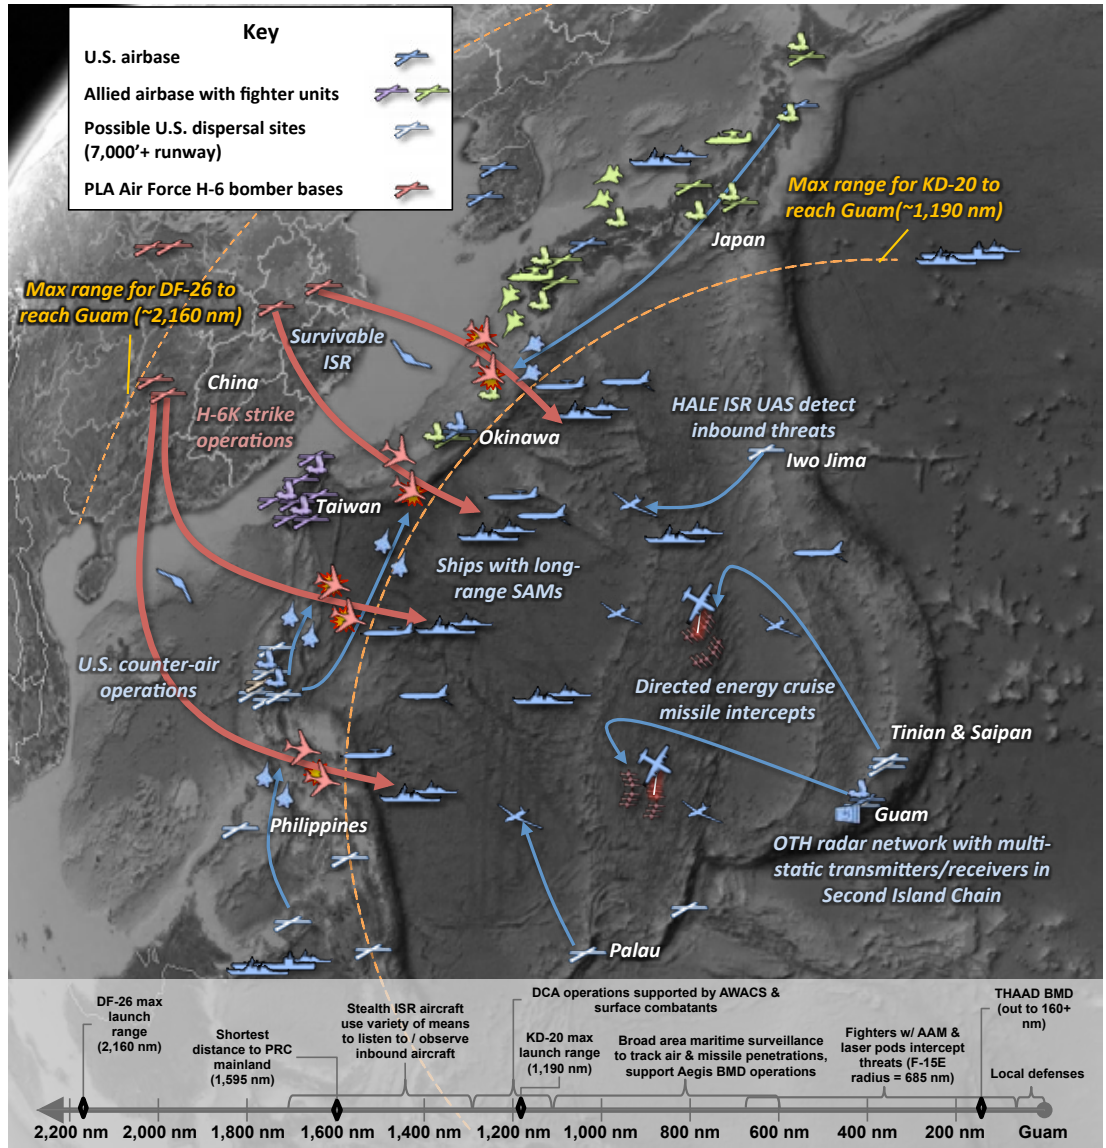 Key
U.S. airbase
Allied airbase with fighter units
Possible U.S. dispersal sites
(7,000'+ runway)
PLA Air Force H-6 bomber bases
Max range for KD-20 to
reach Guam(~1,190 nm)
Japan
Max range for DF-26 to
reach Guam (~2,160 nm)
Survivable
ISR
China
H-6K strike
operations
HALE ISR UAS detect
inbound threats
Okinawa
Iwo Jima
Taiwan
Ships with long-
range SAMs
U.S. counter-air
operations
Directed energy cruise
missile intercepts
Tinian & Saipan
Philippines
Guam
OTH radar network with multi-
static transmitters/receivers in
Second Island Chain
Palau
DF-26 max
launch
range
(2,160 nm)
Shortest
distance to PRC
mainland
(1,595 nm)
Stealth ISR aircraft
use variety of means
to listen to / observe
inbound aircraft
DCA operations supported by AWACS &
surface combatants
KD-20 max
launch range
(1,190 nm)
Broad area maritime surveillance
to track air & missile penetrations,
support Aegis BMD operations
Fighters w/ AAM &
laser pods intercept
threats (F-15E
radius = 685 nm)
THAAD BMD
(out to 160+
nm)
Local defenses
2,200 nm 2,000 nm 1,800 nm 1,600 nm 1,400 nm 1,200 nm 1,000 nm 800 nm 600 nm 400 nm 200 nm Guam